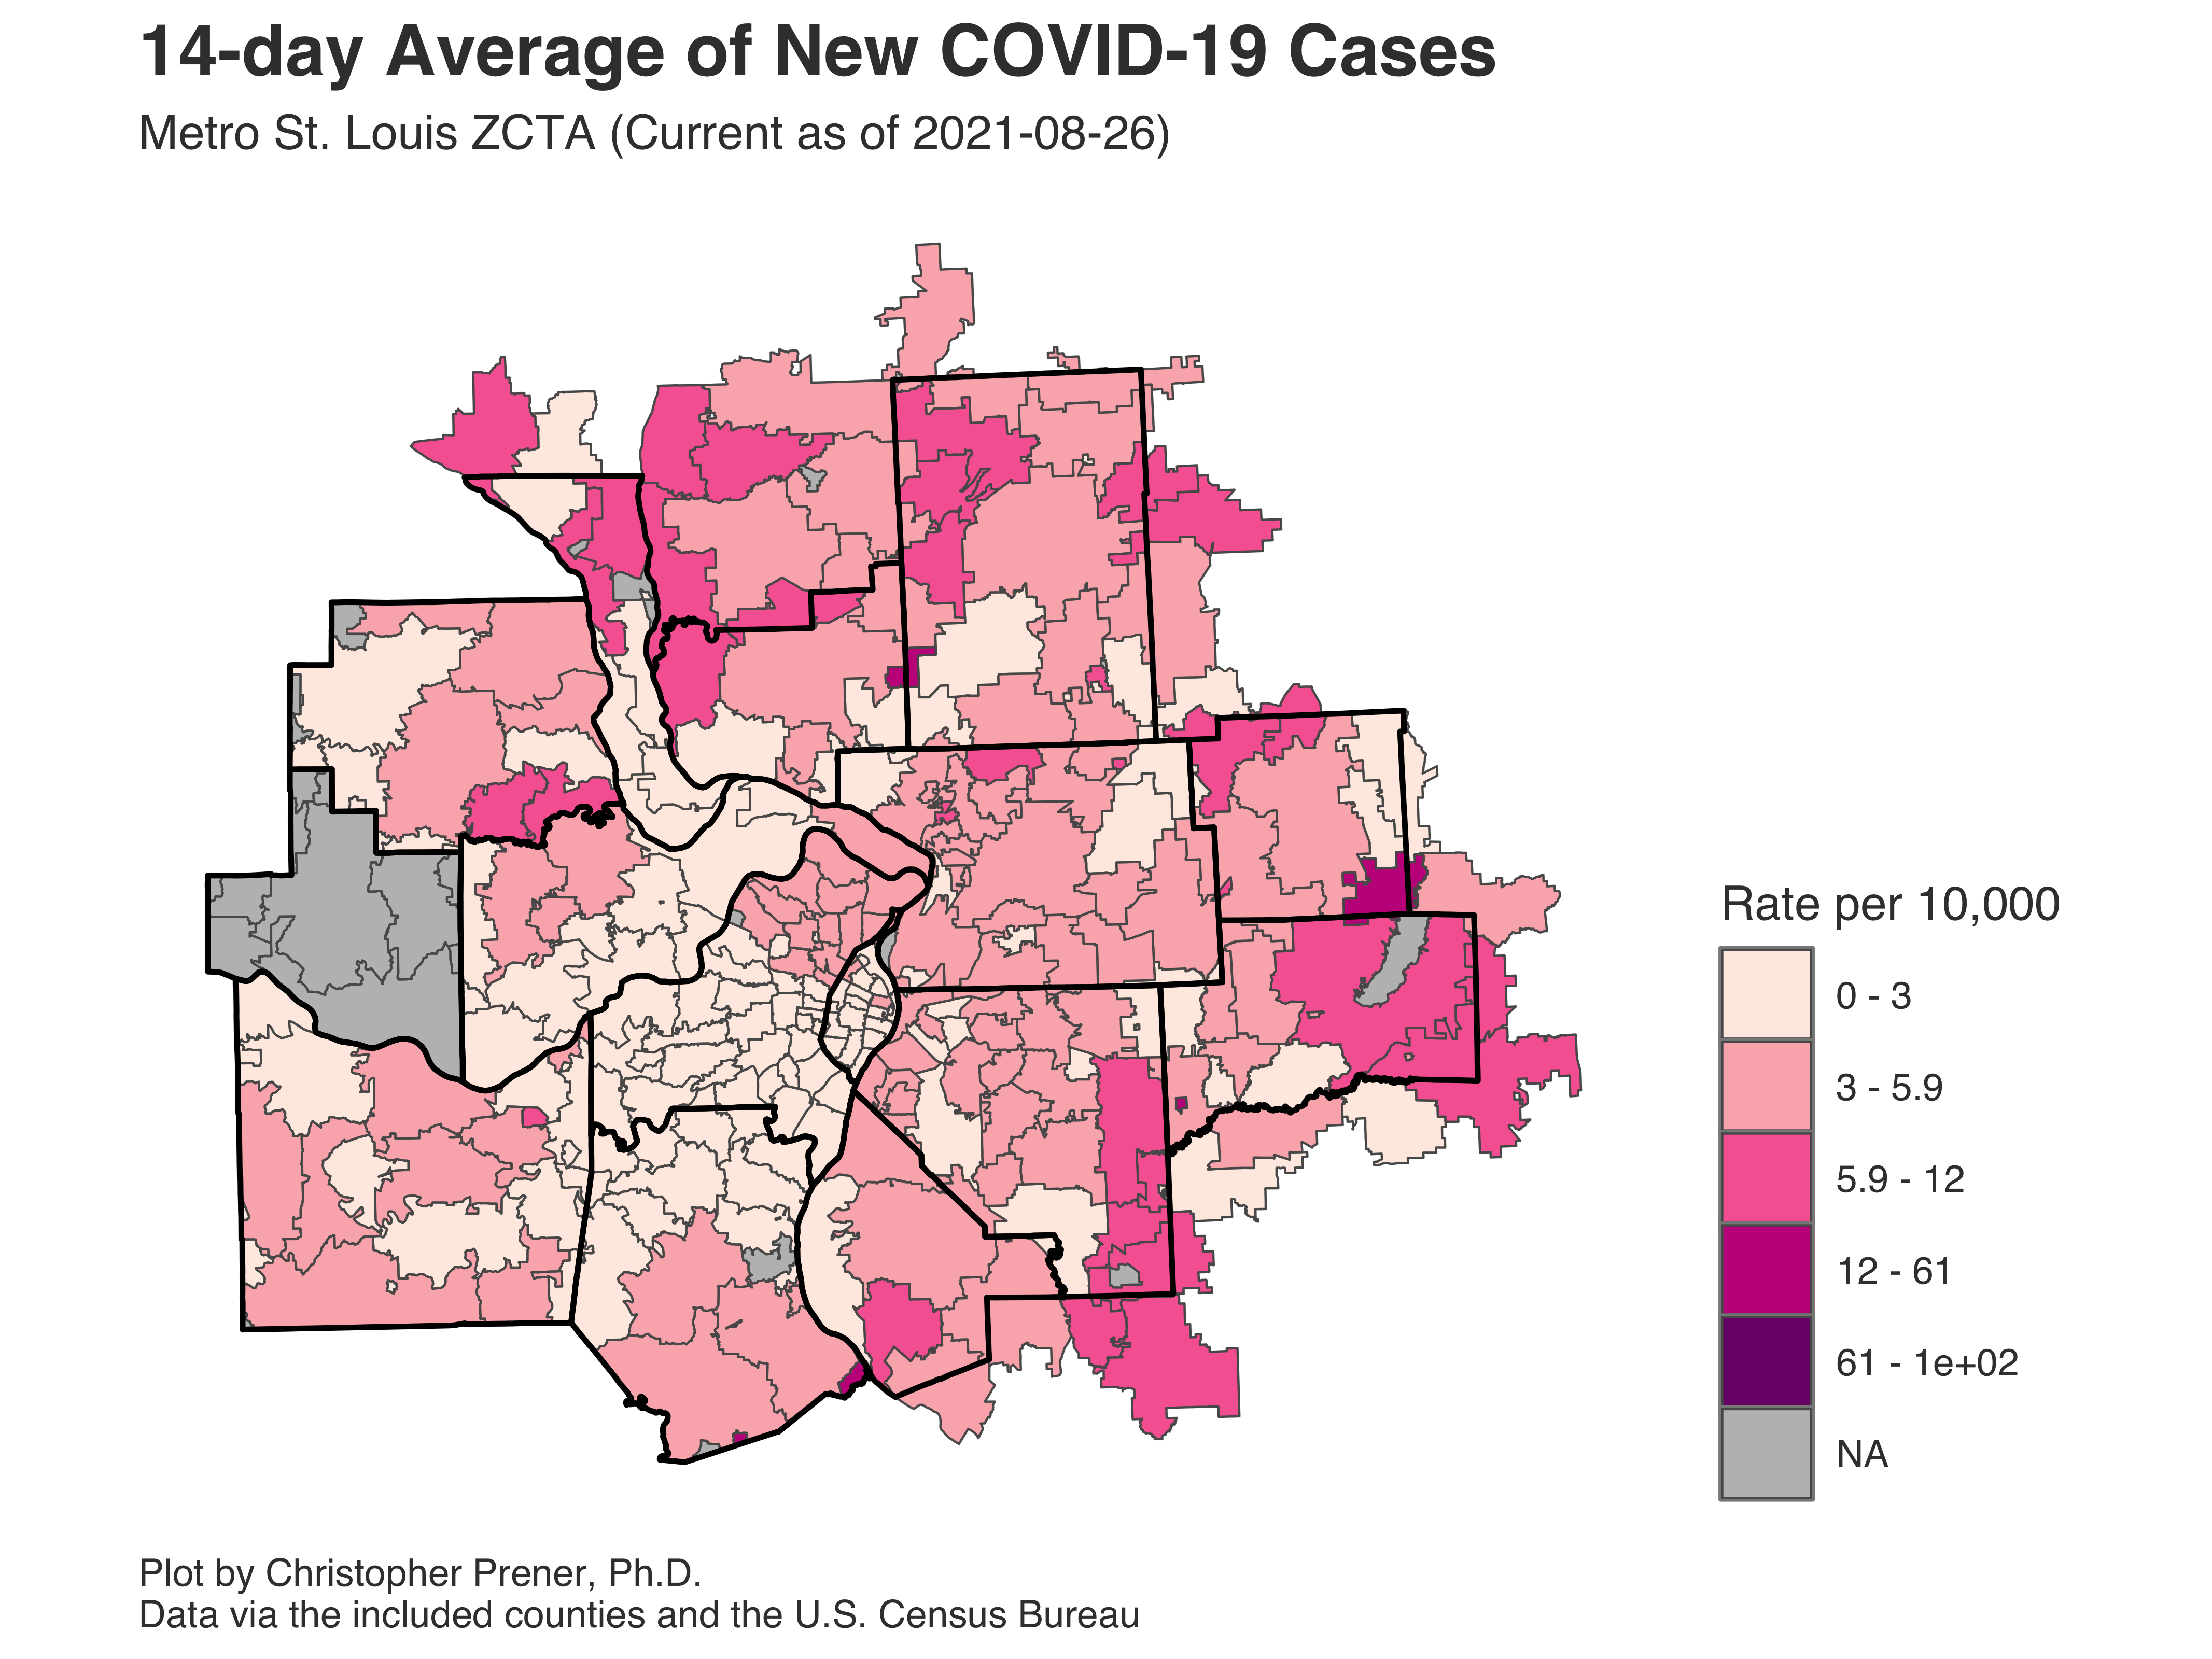 14-day Average of New COVID-19 Cases
Metro St. Louis ZCTA (Current as of 2021-08-26)
Rate per 10,000
0 - 3
3 - 5.9
5.9 - 12
12 - 61
61 - 1e+02
NA
Plot by Christopher Prener, Ph.D.
Data via the included counties and the U.S. Census Bureau